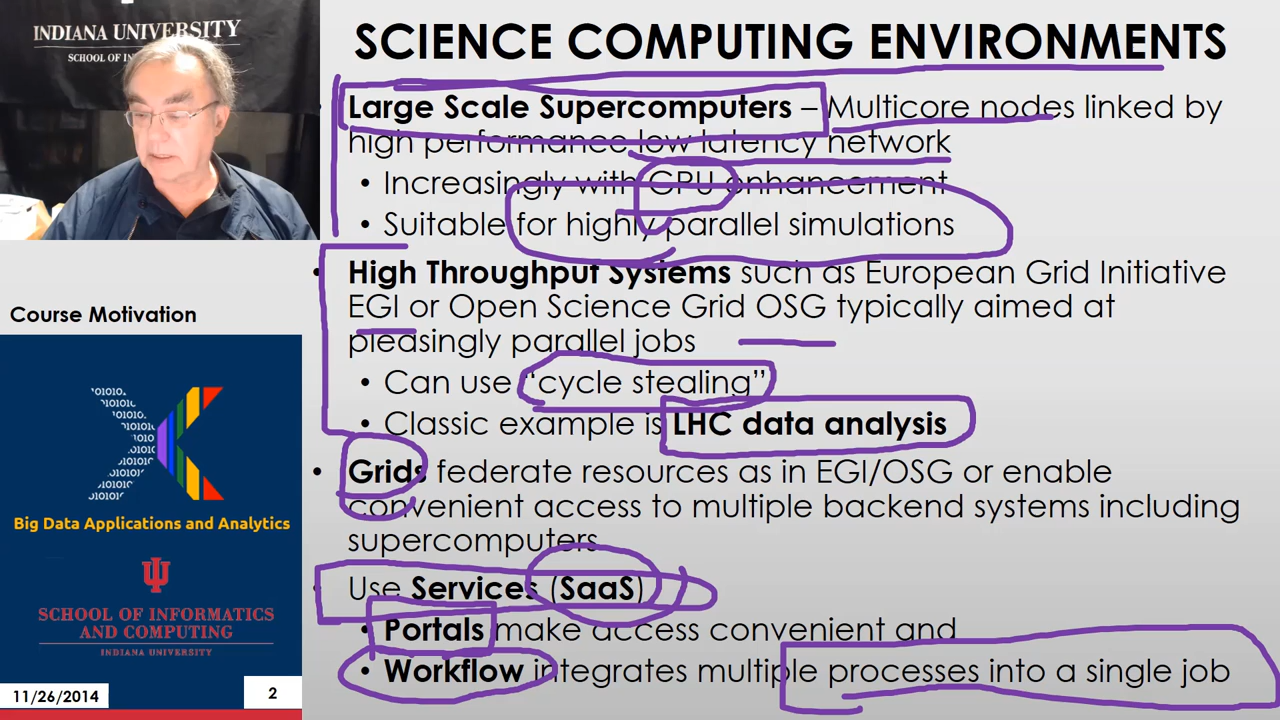 INDIANA UNIVERSITY
SCHOOL OF IN
SCIENCE COMPUTING ENVIRONMENTS
• Large Scale Supercomputers – Multicore nodes linked by
high performance low latency network
• Increasingly with GPU enhancement
• Suitable for highly parallel simulations
• High Throughput Systems such as European Grid Initiative
EGI or Open Science Grid OSG typically aimed at
pleasingly parallel jobs
• Can use “cycle stealing”
• Classic example is LHC data analysis
• Grids federate resources as in EGI/OSG or enable
convenient access to multiple backend systems including
supercomputers
• Use Services (SaaS)
• Portals make access convenient and
• Workflow integrates multiple processes into a single job
Course Motivation
Big Data Applications and Analytics
SCHOOL OF INFORMATICS
AND COMPUTING
INDIANA UNIVERSITY
11/26/2014
2